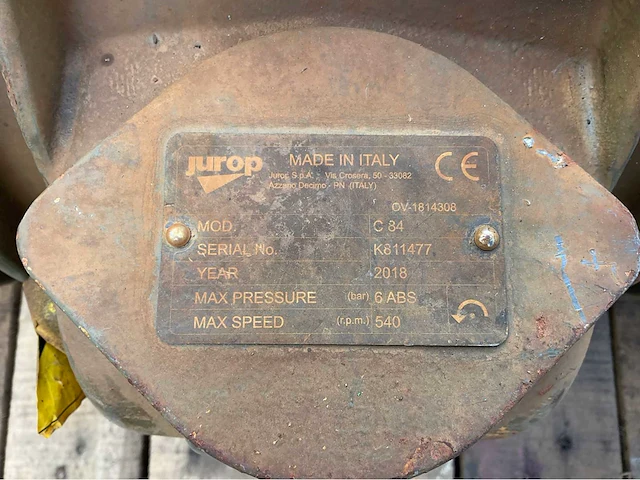 jurop
MADE IN ITALY
CE
Jurop S.p.A. Via Crosera, 50 - 33082
Azzano Decimo - PN (ITALY)
OV-1814308
MOD. C 84
SERIAL No. K811477
YEAR 2018
MAX PRESSURE (bar) 6 ABS
MAX SPEED (r.p.m.) 540